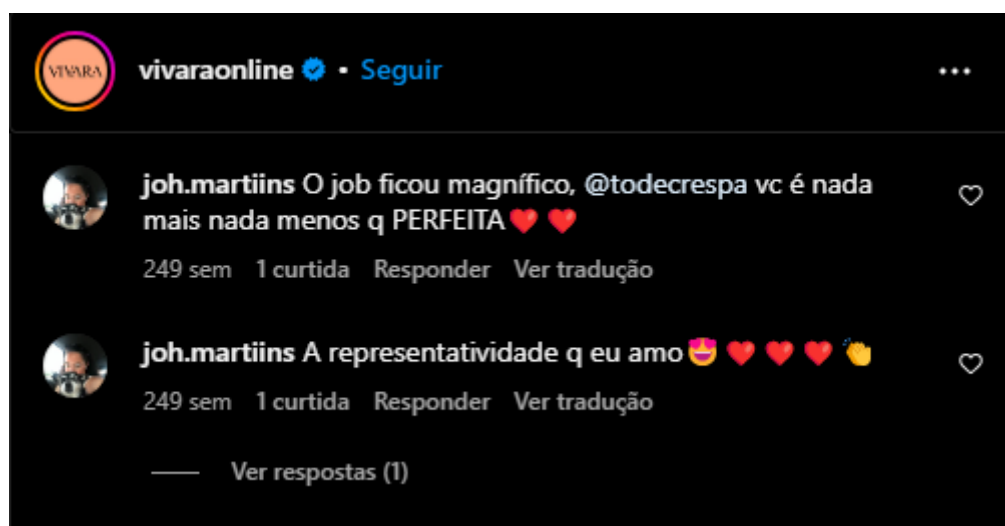 VIVARA
vivaraonline • Seguir
joh.martiins O job ficou magnífico, @todecrespa vc é nada
mais nada menos q PERFEITA❤️ ❤️
249 sem 1 curtida Responder Ver tradução
joh.martiins A representatividade q eu amo🤩 ❤️ ❤️ ❤️ 👏
249 sem 1 curtida Responder Ver tradução
Ver respostas (1)